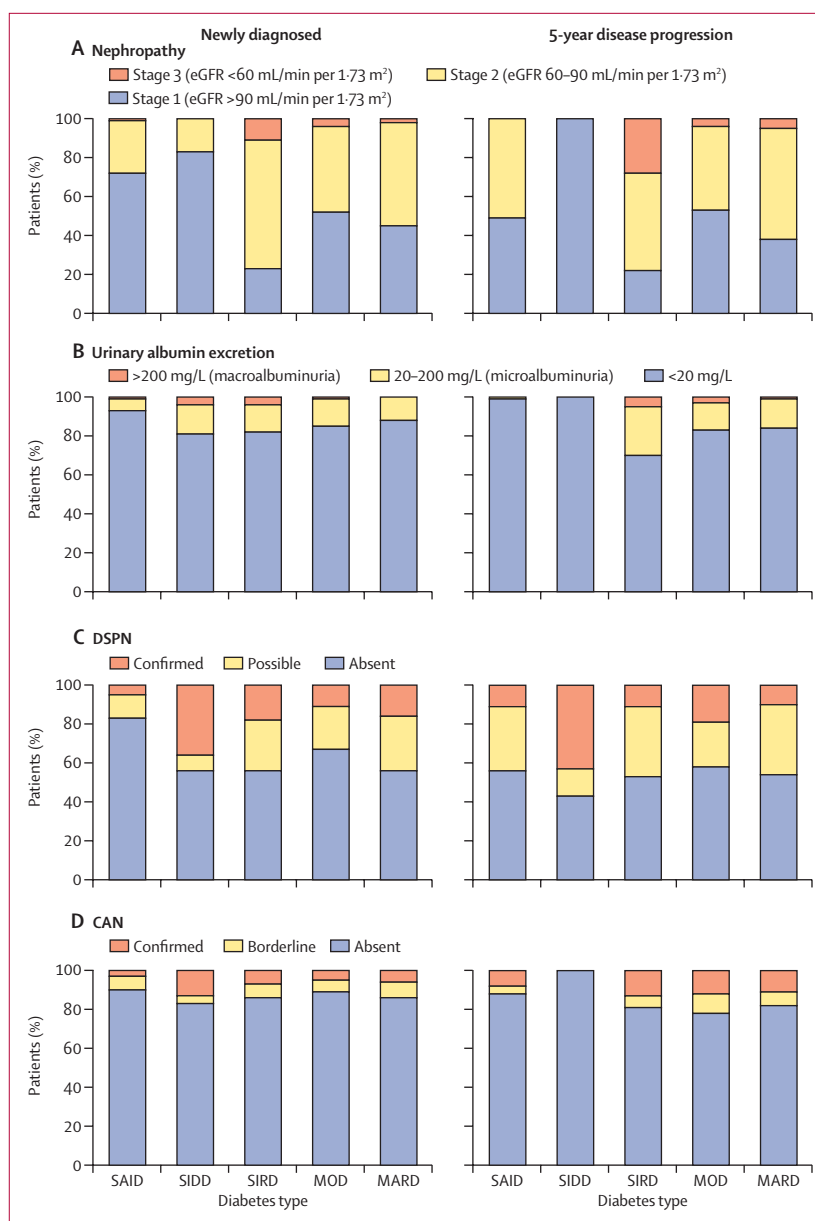 Newly diagnosed 5-year disease progression
A Nephropathy
Stage 3 (eGFR <60 mL/min per 1·73 m²) Stage 2 (eGFR 60–90 mL/min per 1·73 m²)
Stage 1 (eGFR >90 mL/min per 1·73 m²)
100
80
60
40
20
0
Patients (%)
B Urinary albumin excretion
>200 mg/L (macroalbuminuria) 20–200 mg/L (microalbuminuria) <20 mg/L
100
80
60
40
20
0
Patients (%)
C DSPN
Confirmed Possible Absent
100
80
60
40
20
0
Patients (%)
D CAN
Confirmed Borderline Absent
100
80
60
40
20
0
Patients (%)
SAID SIDD SIRD MOD MARD SAID SIDD SIRD MOD MARD
Diabetes type Diabetes type